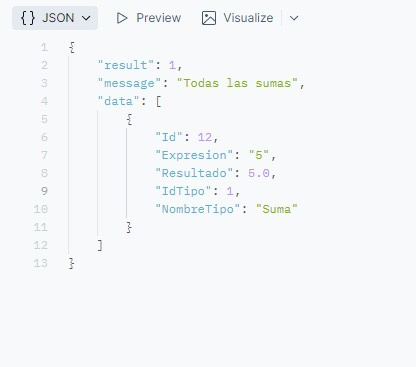 {} JSON Preview Visualize
1 {
2 "result": 1,
3 "message": "Todas las sumas",
4 "data": [
5 {
6 "Id": 12,
7 "Expresion": "5",
8 "Resultado": 5.0,
9 "IdTipo": 1,
10 "NombreTipo": "Suma"
11 }
12 ]
13 }